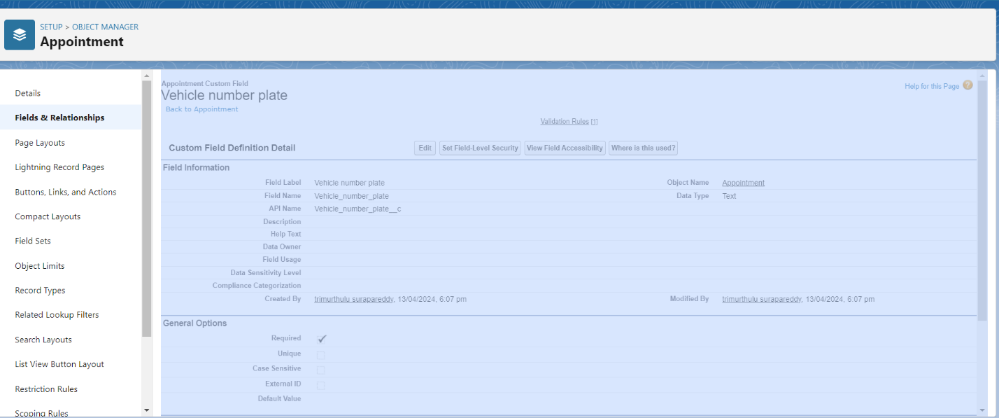 SETUP > OBJECT MANAGER
Appointment
Details
Fields & Relationships
Page Layouts
Lightning Record Pages
Buttons, Links, and Actions
Compact Layouts
Field Sets
Object Limits
Record Types
Related Lookup Filters
Search Layouts
List View Button Layout
Restriction Rules
Scoping Rules
Appointment Custom Field
Vehicle number plate
Back to Appointment
Help for this Page ?
Validation Rules [1]
Custom Field Definition Detail Edit Set Field-Level Security View Field Accessibility Where is this used?
Field Information
Field Label Vehicle number plate Object Name Appointment
Field Name Vehicle_number_plate Data Type Text
API Name Vehicle_number_plate__c
Description
Help Text
Data Owner
Field Usage
Data Sensitivity Level
Compliance Categorization
Created By trimurthulu surapareddy, 13/04/2024, 6:07 pm Modified By trimurthulu surapareddy, 13/04/2024, 6:07 pm
General Options
Required
Unique
Case Sensitive
External ID
Default Value